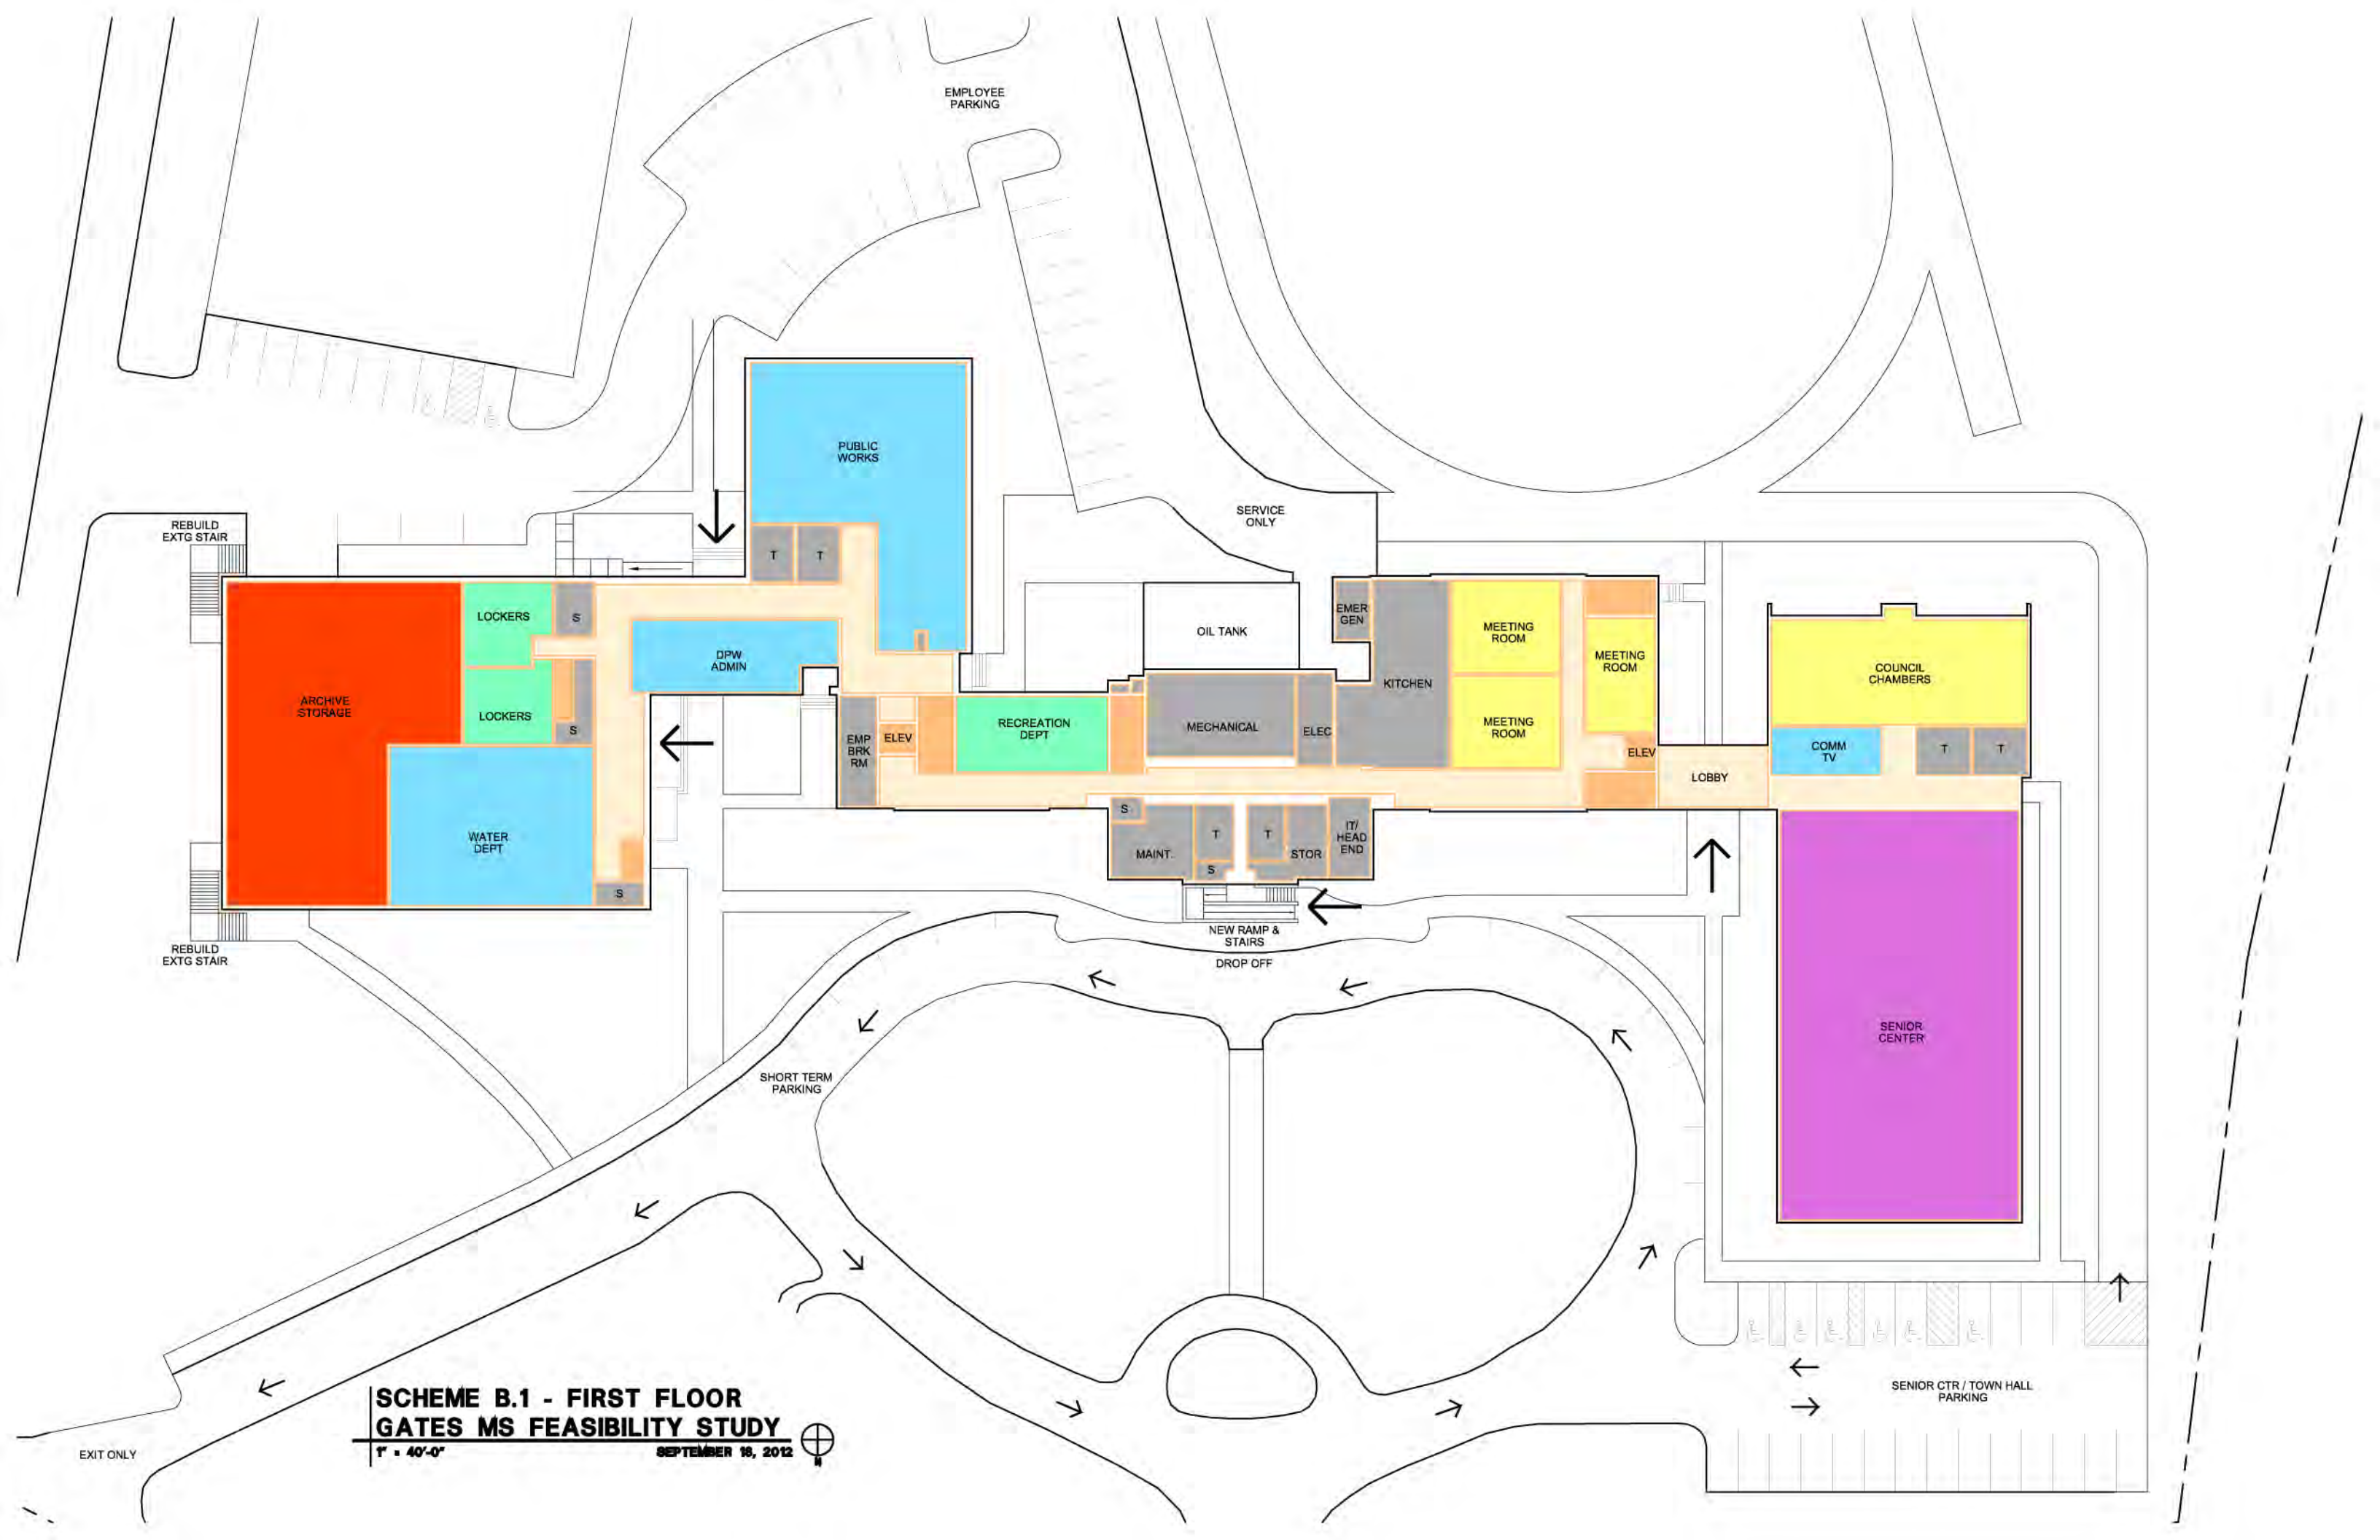 EMPLOYEE
PARKING
PUBLIC
WORKS
SERVICE
ONLY
REBUILD
EXTG STAIR
T
T
LOCKERS
S
EMER
GEN
OIL TANK
MEETING
ROOM
MEETING
ROOM
COUNCIL
CHAMBERS
DPW
ADMIN
ARCHIVE
STORAGE
KITCHEN
LOCKERS
S
RECREATION
DEPT
MECHANICAL
ELEC
MEETING
ROOM
EMP
BRK
RM
ELEV
ELEV
LOBBY
COMM
TV
T
T
WATER
DEPT
S
S
MAINT.
T
S
T
STOR
IT/
HEAD
END
REBUILD
EXTG STAIR
NEW RAMP &
STAIRS
DROP OFF
SENIOR
CENTER
SHORT TERM
PARKING
SENIOR CTR / TOWN HALL
PARKING
SCHEME B.1 - FIRST FLOOR
GATES MS FEASIBILITY STUDY
1" = 40'-0"
SEPTEMBER 18, 2012
N
EXIT ONLY